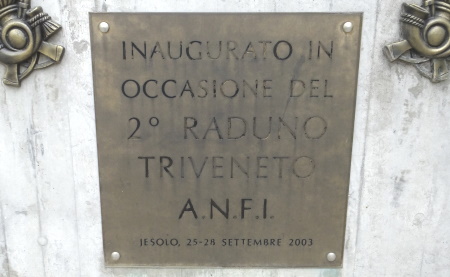 INAUGURATO IN
OCCASIONE DEL
2° RADUNO
TRIVENETO
A.N.F.I.
JESOLO, 25-28 SETTEMBRE 2003